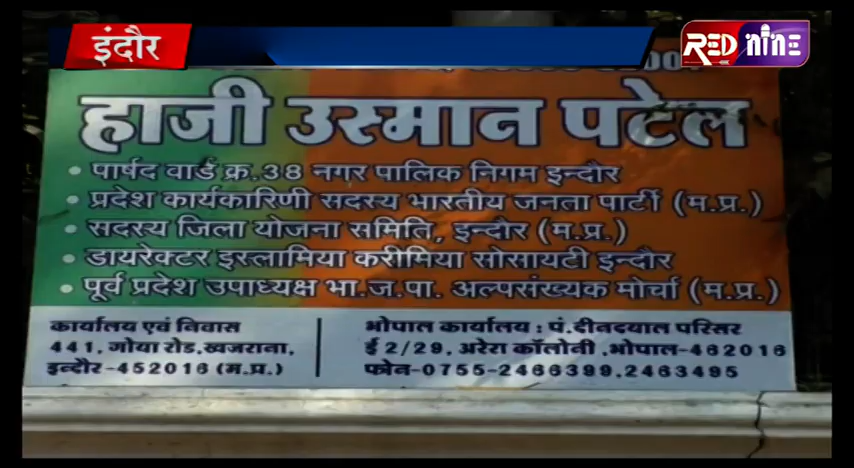 इंदौर
RED NINE
हाजी उस्मान पटेल
• पार्षद वार्ड क्र.38 नगर पालिक निगम इन्दौर
• प्रदेश कार्यकारिणी सदस्य भारतीय जनता पार्टी (म.प्र.)
• सदस्य जिला योजना समिति, इन्दौर (म.प्र.)
• डायरेक्टर इस्लामिया करीमिया सोसायटी इन्दौर
• पूर्व प्रदेश उपाध्यक्ष भा.ज.पा. अल्पसंख्यक मोर्चा (म.प्र.)
कार्यालय एवं निवास
441, गोया रोड, खजराना,
इन्दौर-452016 (म.प्र.)
भोपाल कार्यालय : पं.दीनदयाल परिसर
ई 2/29, अरेरा कॉलोनी ,भोपाल-462016
फोन-0755-2466399,2463495